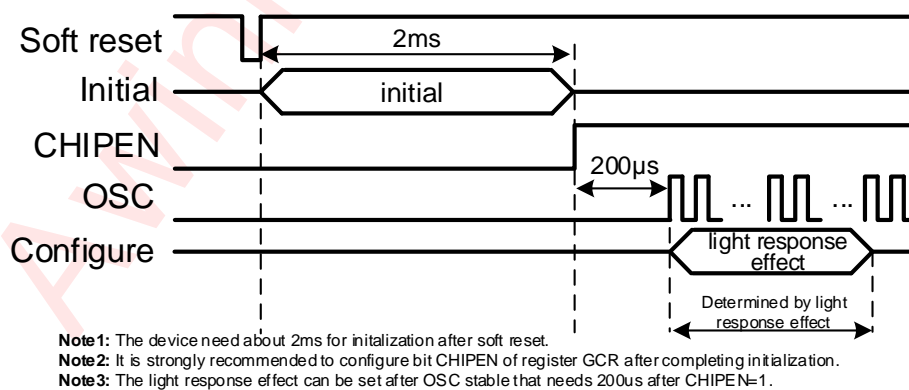 Soft reset
2ms
Initial
initial
CHIPEN
200µs
OSC
... ...
Configure
light response
effect
Determined by light
response effect
Note1: The device need about 2ms for initalization after soft reset.
Note2: It is strongly recommended to configure bit CHIPEN of register GCR after completing initialization.
Note3: The light response effect can be set after OSC stable that needs 200us after CHIPEN=1.
Awini